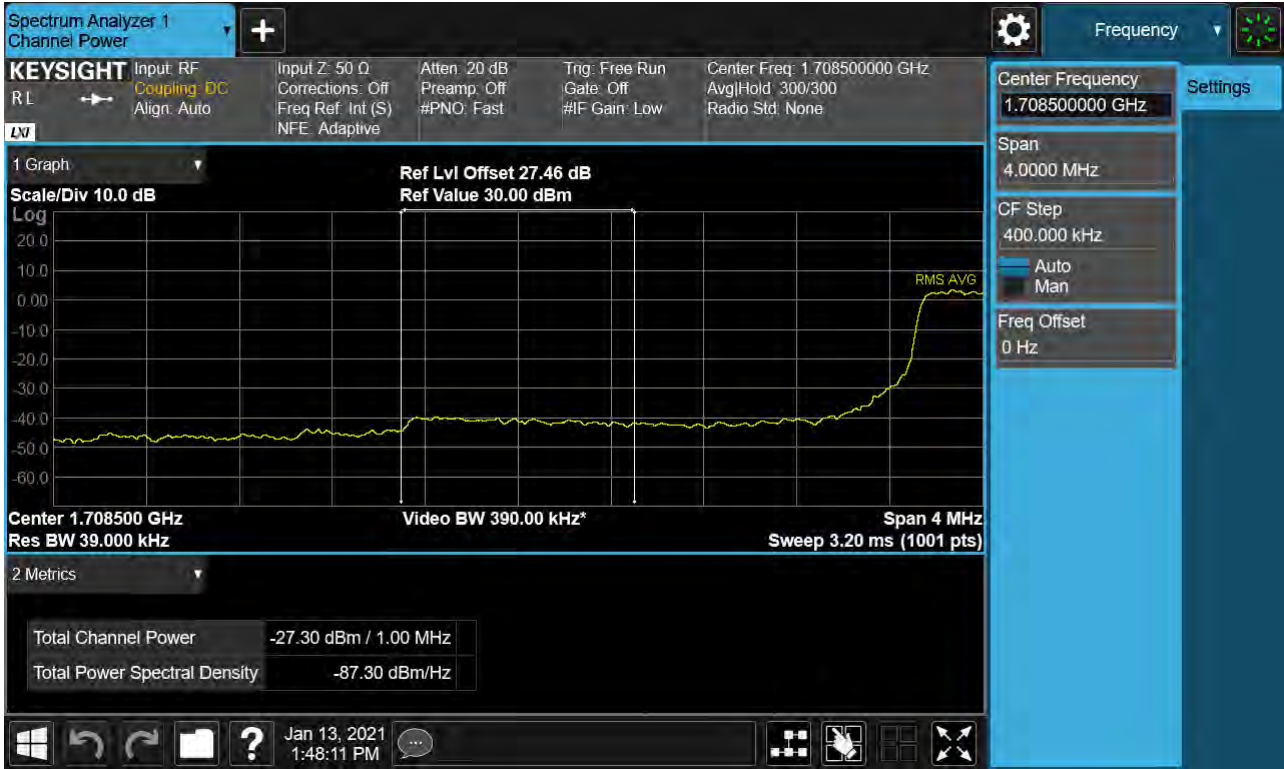 Spectrum Analyzer 1
Channel Power
Frequency
KEYSIGHT
RL
LXI
Input: RF
Coupling: DC
Align: Auto
Input Z: 50 Ω
Corrections: Off
Freq Ref: Int (S)
NFE: Adaptive
Atten: 20 dB
Preamp: Off
#PNO: Fast
Trig: Free Run
Gate: Off
#IF Gain: Low
Center Freq: 1.708500000 GHz
Avg|Hold: 300/300
Radio Std: None
1 Graph
Scale/Div 10.0 dB
Ref Lvl Offset 27.46 dB
Ref Value 30.00 dBm
Log
20.0
10.0
0.00
-10.0
-20.0
-30.0
-40.0
-50.0
-60.0
RMS AVG
Center 1.708500 GHz
Res BW 39.000 kHz
Video BW 390.00 kHz*
Span 4 MHz
Sweep 3.20 ms (1001 pts)
2 Metrics
Total Channel Power -27.30 dBm / 1.00 MHz
Total Power Spectral Density -87.30 dBm/Hz
Center Frequency
1.708500000 GHz
Settings
Span
4.0000 MHz
CF Step
400.000 kHz
Auto
Man
Freq Offset
0 Hz
?
Jan 13, 2021
1:48:11 PM